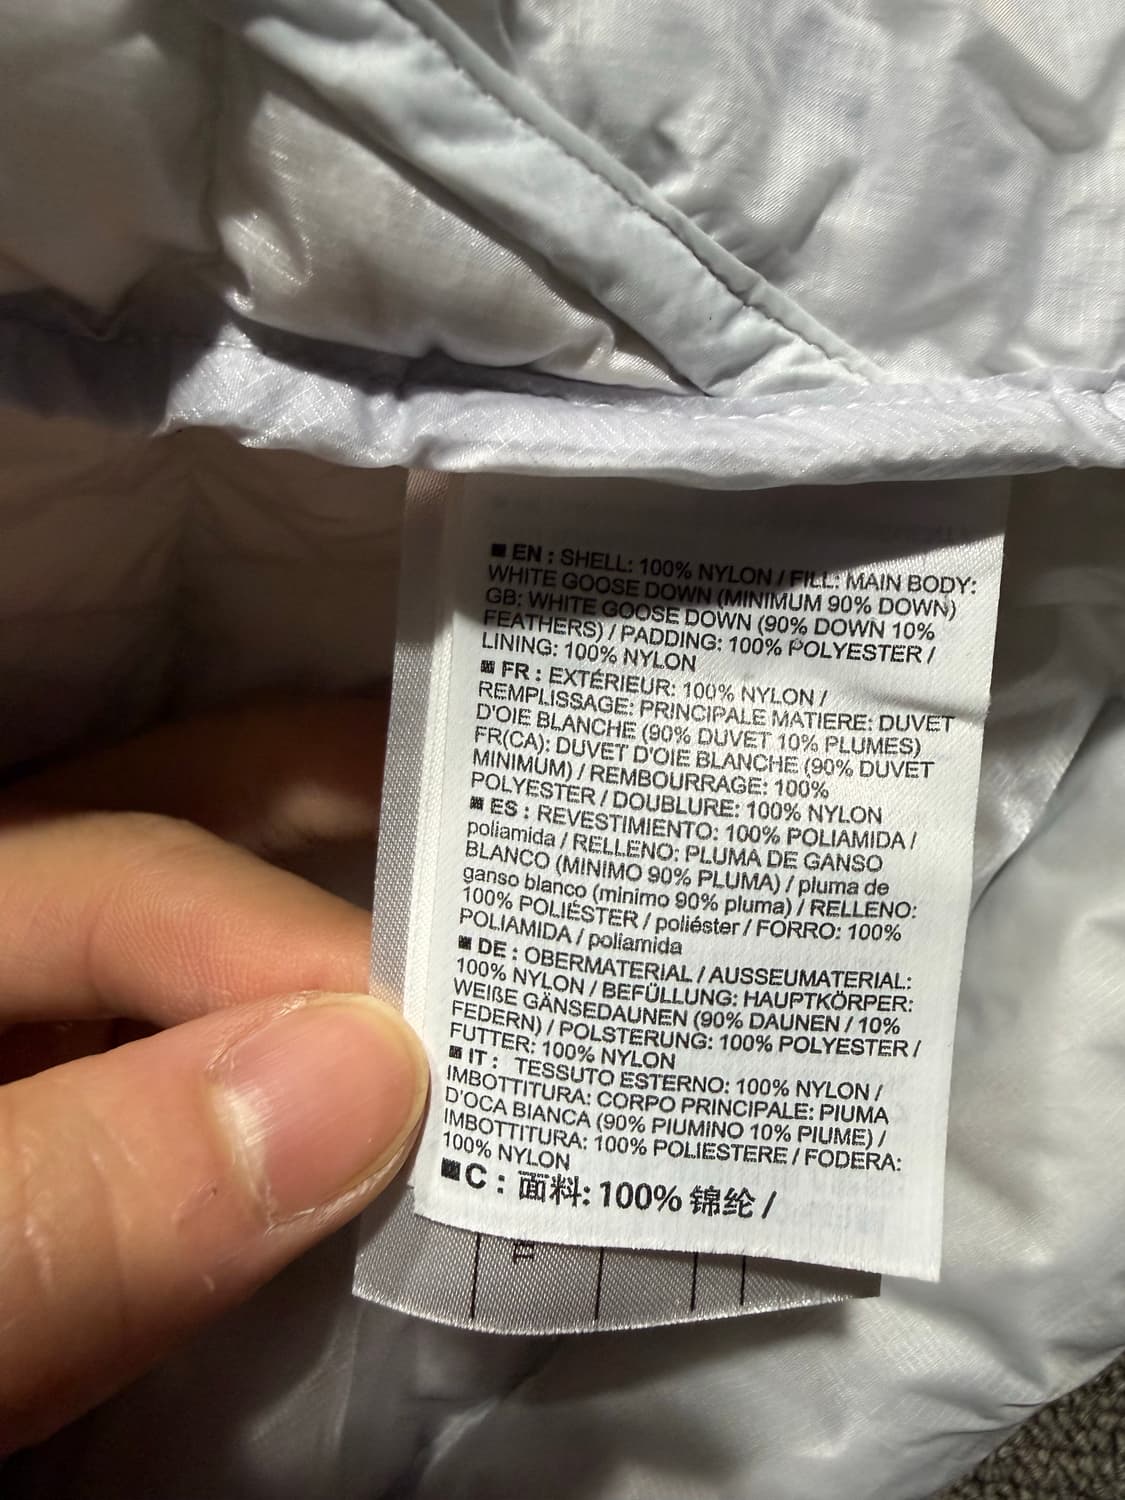 ■ EN : SHELL: 100% NYLON / FILL: MAIN BODY:
WHITE GOOSE DOWN (MINIMUM 90% DOWN)
GB: WHITE GOOSE DOWN (90% DOWN 10%
FEATHERS) / PADDING: 100% POLYESTER /
LINING: 100% NYLON
■ FR : EXTÉRIEUR: 100% NYLON /
REMPLISSAGE: PRINCIPALE MATIERE: DUVET
D'OIE BLANCHE (90% DUVET 10% PLUMES)
FR(CA): DUVET D'OIE BLANCHE (90% DUVET
MINIMUM) / REMBOURRAGE: 100%
POLYESTER / DOUBLURE: 100% NYLON
■ ES : REVESTIMIENTO: 100% POLIAMIDA /
poliamida / RELLENO: PLUMA DE GANSO
BLANCO (MINIMO 90% PLUMA) / pluma de
ganso blanco (minimo 90% pluma) / RELLENO:
100% POLIÉSTER / poliéster / FORRO: 100%
POLIAMIDA / poliamida
■ DE : OBERMATERIAL / AUSSEUMATERIAL:
100% NYLON / BEFÜLLUNG: HAUPTKÖRPER:
WEIßE GÄNSEDAUNEN (90% DAUNEN / 10%
FEDERN) / POLSTERUNG: 100% POLYESTER /
FUTTER: 100% NYLON
■ IT : TESSUTO ESTERNO: 100% NYLON /
IMBOTTITURA: CORPO PRINCIPALE: PIUMA
D'OCA BIANCA (90% PIUMINO 10% PIUME) /
IMBOTTITURA: 100% POLIESTERE / FODERA:
100% NYLON
■ C : 面料: 100% 锦纶 /